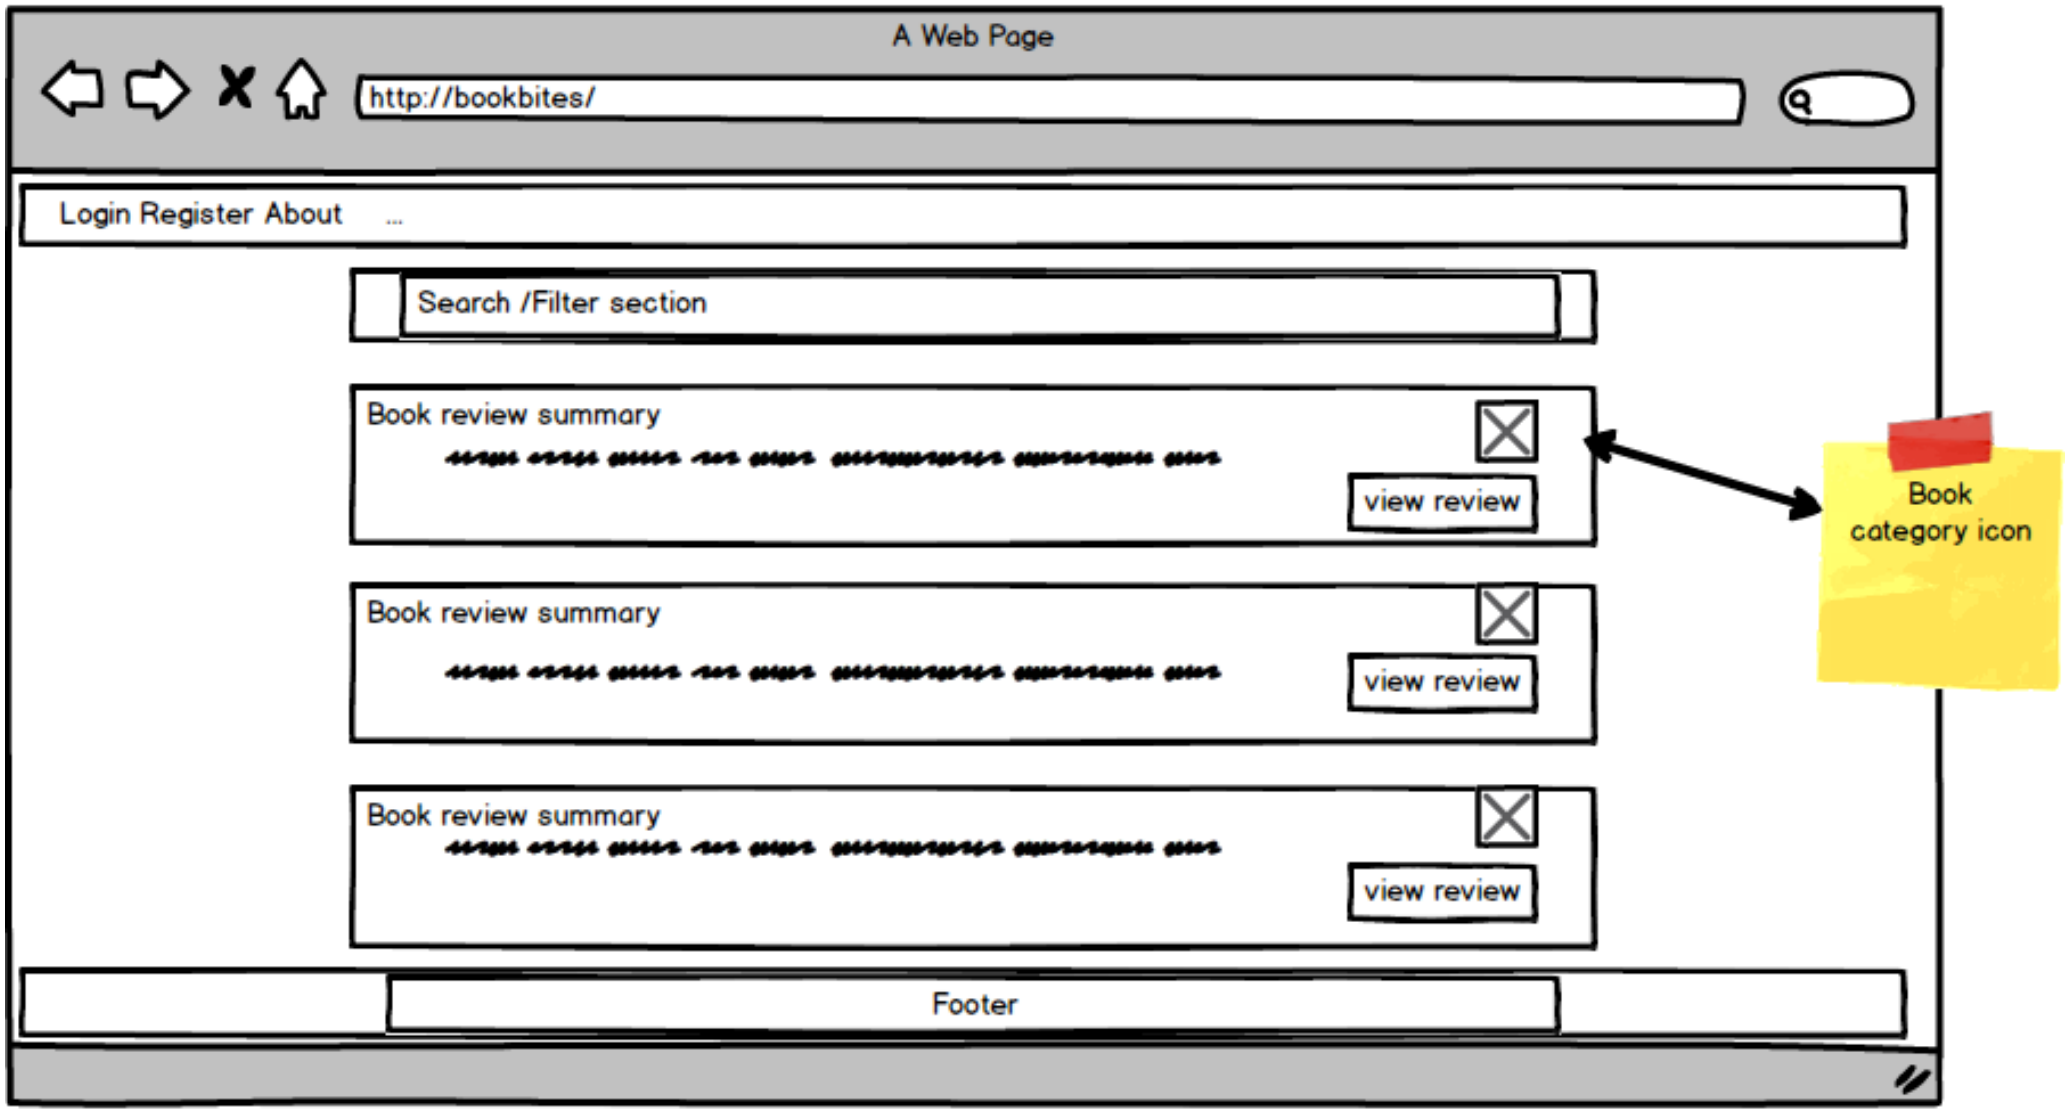 A Web Page
http://bookbites/
Login Register About ...
Search /Filter section
Book review summary
view review
Book
category icon
Book review summary
view review
Book review summary
view review
Footer